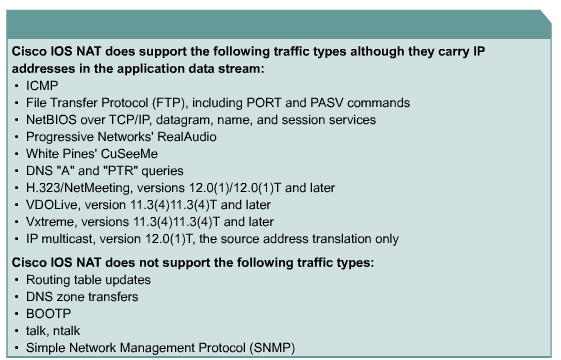 Cisco IOS NAT does support the following traffic types although they carry IP
addresses in the application data stream:
• ICMP
• File Transfer Protocol (FTP), including PORT and PASV commands
• NetBIOS over TCP/IP, datagram, name, and session services
• Progressive Networks' RealAudio
• White Pines' CuSeeMe
• DNS "A" and "PTR" queries
• H.323/NetMeeting, versions 12.0(1)/12.0(1)T and later
• VDOLive, version 11.3(4)11.3(4)T and later
• Vxtreme, versions 11.3(4)11.3(4)T and later
• IP multicast, version 12.0(1)T, the source address translation only
Cisco IOS NAT does not support the following traffic types:
• Routing table updates
• DNS zone transfers
• BOOTP
• talk, ntalk
• Simple Network Management Protocol (SNMP)